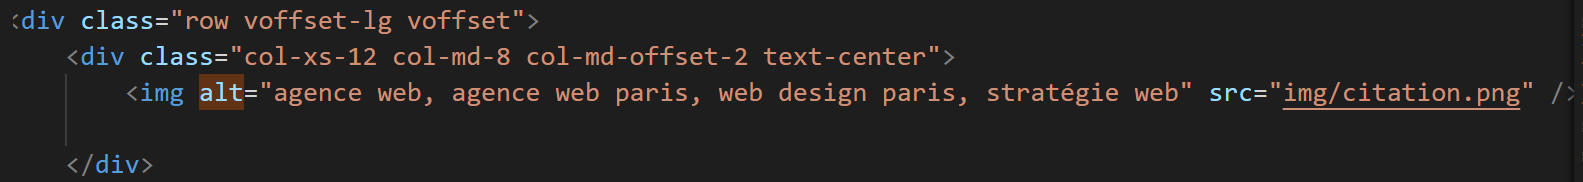 <div class="row voffset-lg voffset">
<div class="col-xs-12 col-md-8 col-md-offset-2 text-center">
<img alt="agence web, agence web paris, web design paris, stratégie web" src="img/citation.png" />
</div>